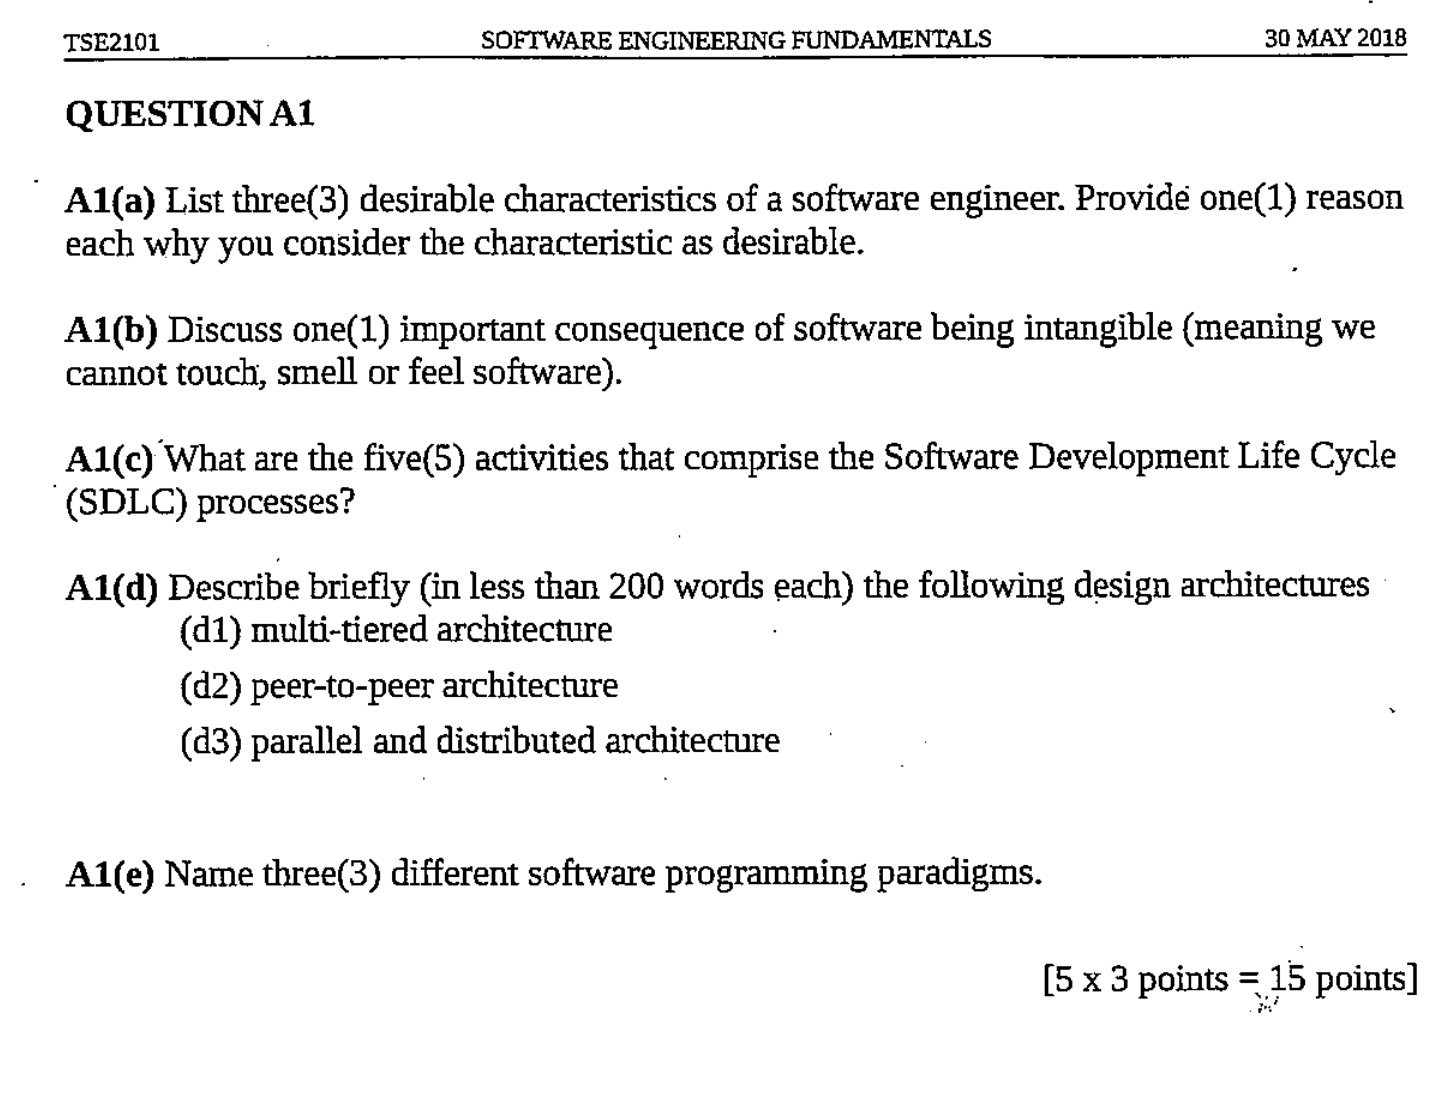 TSE2101 SOFTWARE ENGINEERING FUNDAMENTALS 30 MAY 2018
QUESTION A1
A1(a) List three(3) desirable characteristics of a software engineer. Provide one(1) reason
each why you consider the characteristic as desirable.
A1(b) Discuss one(1) important consequence of software being intangible (meaning we
cannot touch, smell or feel software).
A1(c) What are the five(5) activities that comprise the Software Development Life Cycle
(SDLC) processes?
A1(d) Describe briefly (in less than 200 words each) the following design architectures
(d1) multi-tiered architecture
(d2) peer-to-peer architecture
(d3) parallel and distributed architecture
A1(e) Name three(3) different software programming paradigms.
[5 x 3 points = 15 points]